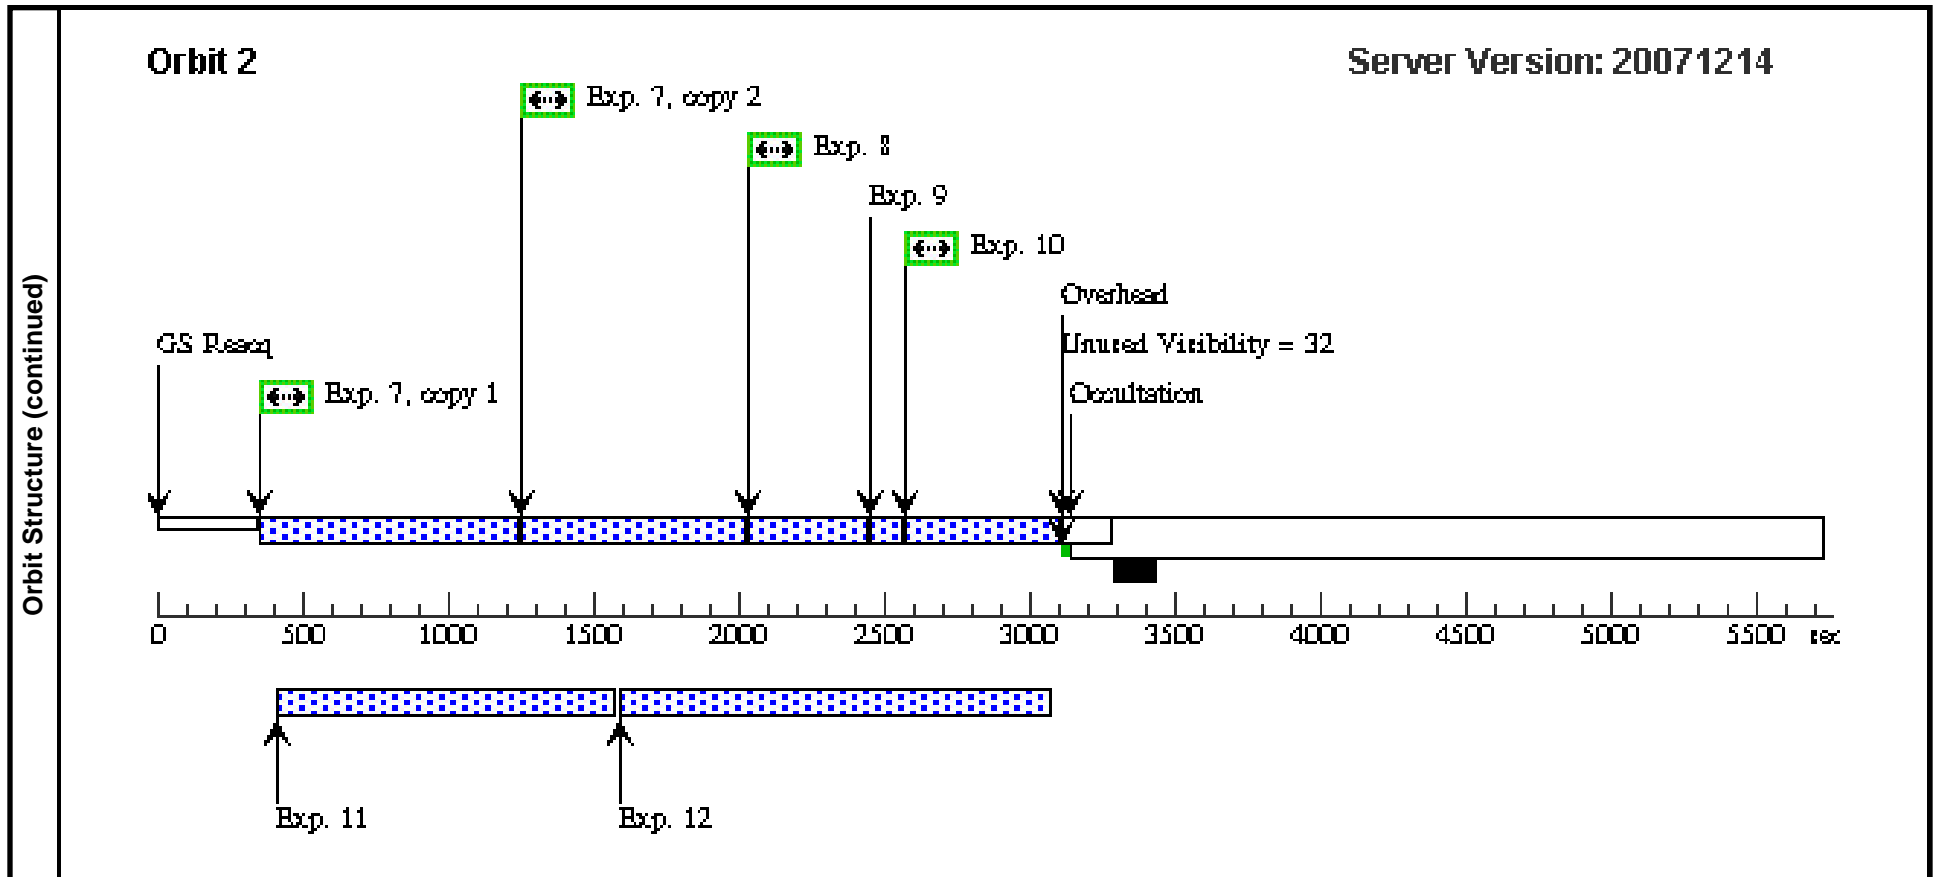 Orbit Structure (continued)
Orbit 2
Server Version: 20071214
Exp. 7, copy 2
Exp. 8
Exp. 9
Exp. 10
Overhead
GS Reacq
Unused Visibility = 32
Exp. 7, copy 1
Occultation
0 500 1000 1500 2000 2500 3000 3500 4000 4500 5000 5500 sec
Exp. 11
Exp. 12